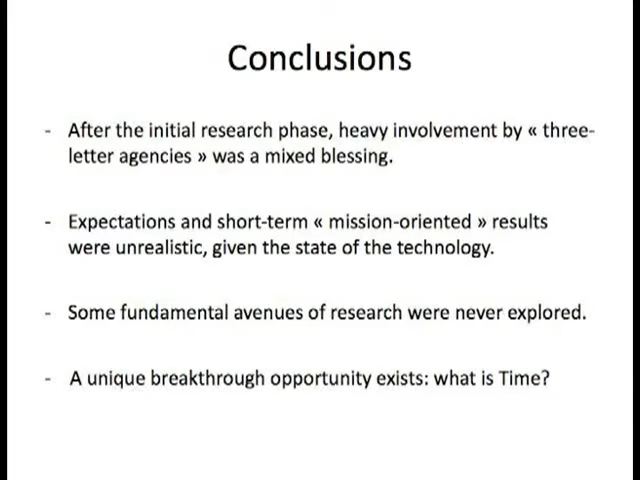 Conclusions
- After the initial research phase, heavy involvement by « three-
letter agencies » was a mixed blessing.
- Expectations and short-term « mission-oriented » results
were unrealistic, given the state of the technology.
- Some fundamental avenues of research were never explored.
- A unique breakthrough opportunity exists: what is Time?